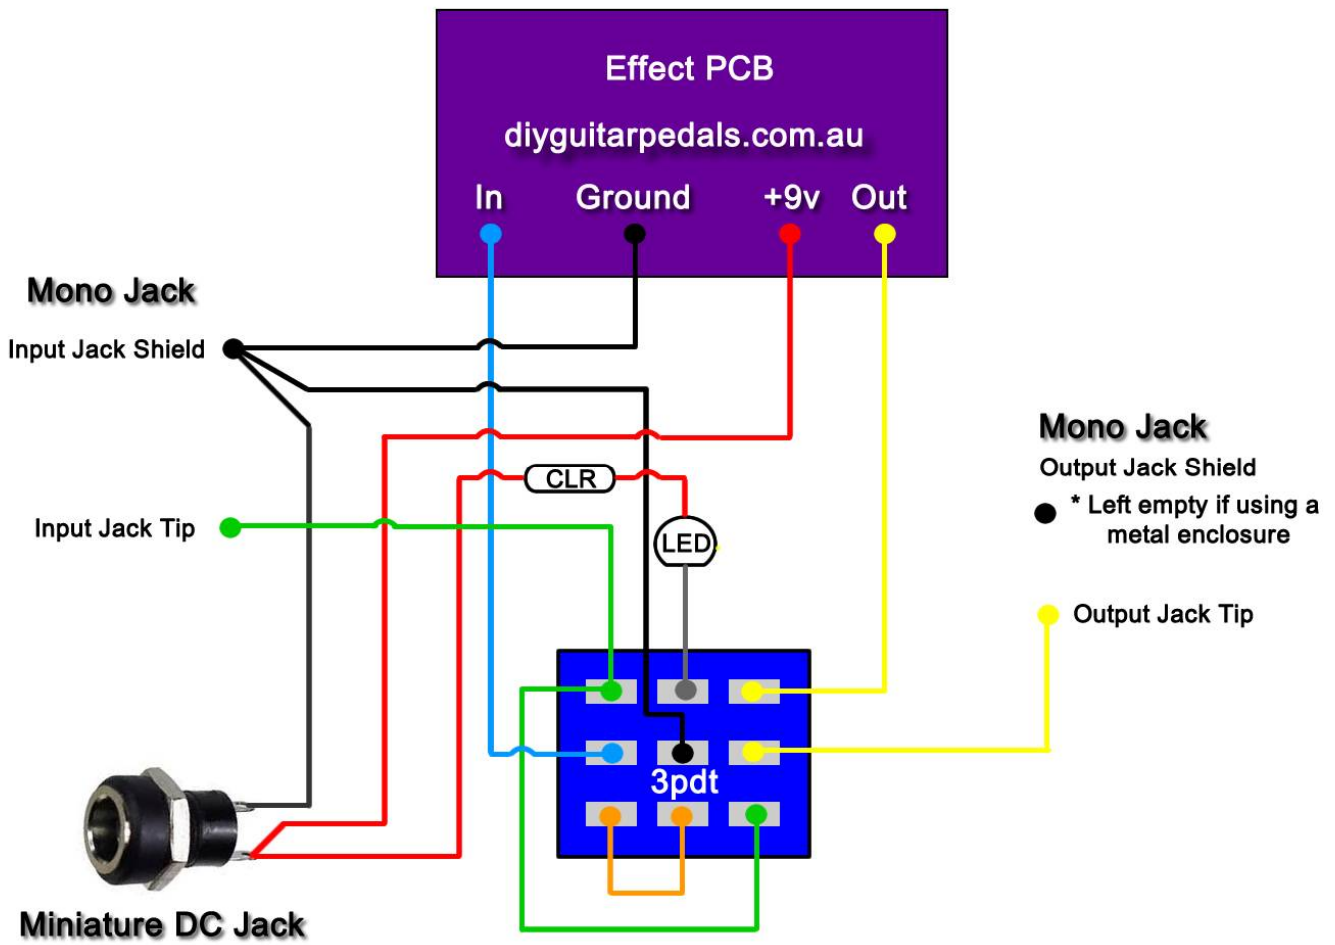 Effect PCB
diyguitarpedals.com.au
In Ground +9v Out
Mono Jack
Input Jack Shield
Mono Jack
Output Jack Shield
* Left empty if using a
metal enclosure
CLR
Input Jack Tip
LED
Output Jack Tip
3pdt
Miniature DC Jack